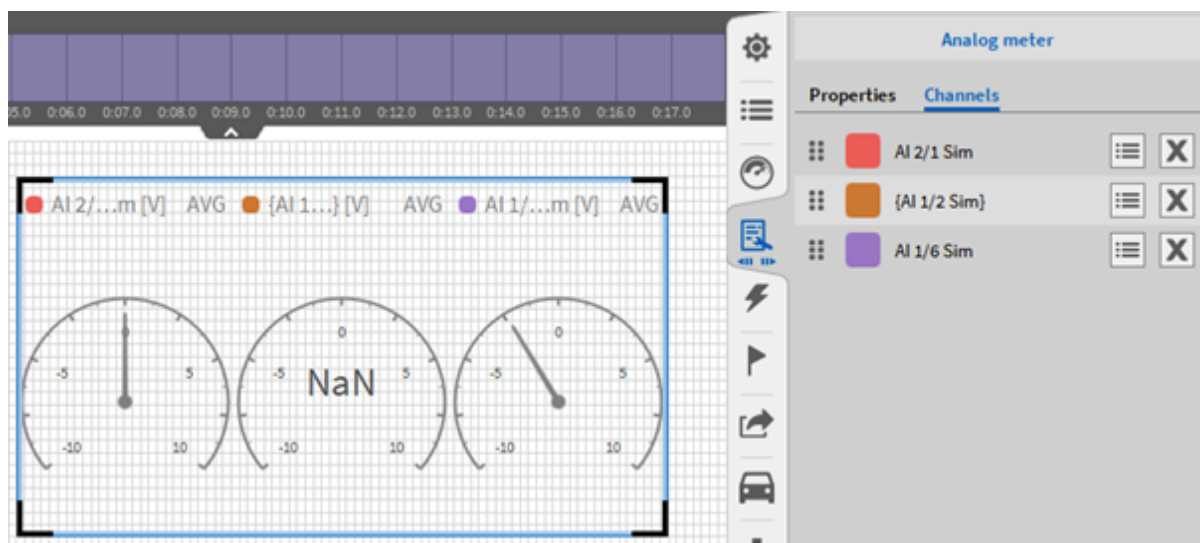 Analog meter
Properties Channels
AI 2/1 Sim
{AI 1/2 Sim}
AI 1/6 Sim
0:06.0 0:07.0 0:08.0 0:09.0 0:10.0 0:11.0 0:12.0 0:13.0 0:14.0 0:15.0 0:16.0 0:17.0
AI 2/...m [V] AVG {AI 1...} [V] AVG AI 1/...m [V] AVG
0 0 0
-5 5 -5 NaN 5 -5 5
-10 10 -10 10 -10 10